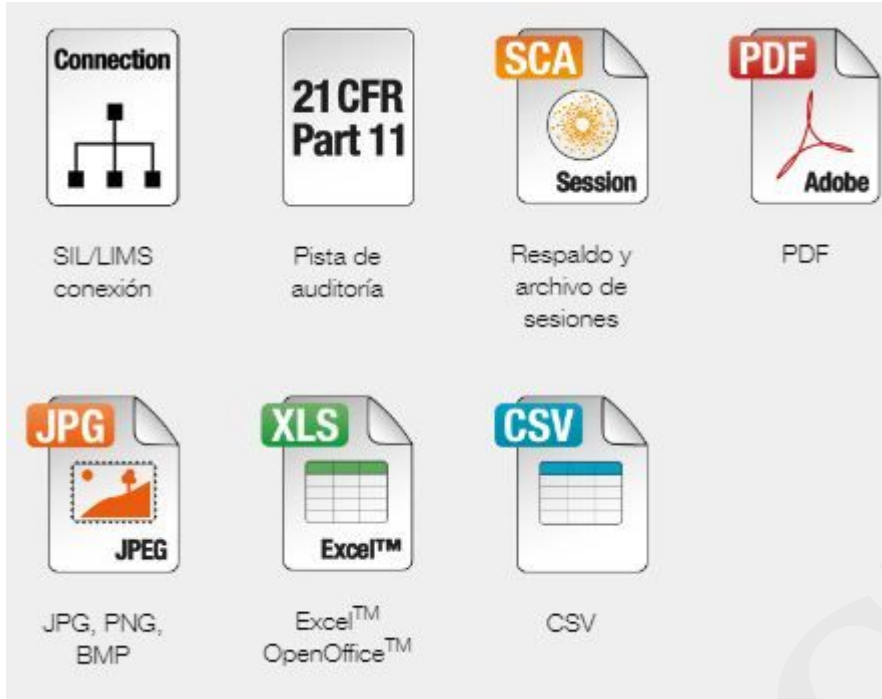 Connection
21 CFR
Part 11
SCA
Session
PDF
Adobe
SIL/LIMS
conexión
Pista de
auditoría
Respaldo y
archivo de
sesiones
PDF
JPG
JPEG
XLS
Excel™
CSV
JPG, PNG,
BMP
Excel™
OpenOffice™
CSV